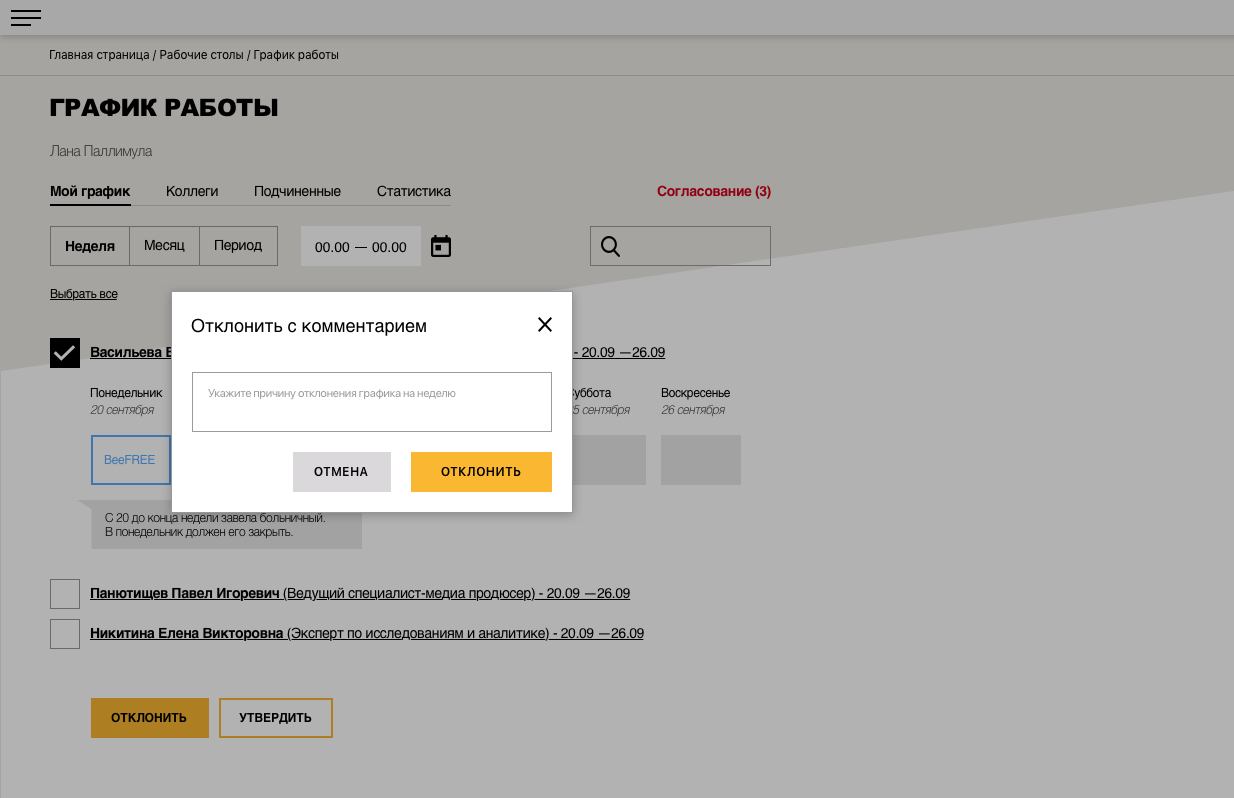 Главная страница / Рабочие столы / График работы
ГРАФИК РАБОТЫ
Лана Паллимула
Мой график Коллеги Подчиненные Статистика Согласование (3)
Неделя Месяц Период 00.00 — 00.00
Выбрать все
Отклонить с комментарием
Васильева - 20.09 —26.09
Понедельник Суббота Воскресенье
20 сентября 25 сентября 26 сентября
Укажите причину отклонения графика на неделю
BeeFREE
ОТМЕНА ОТКЛОНИТЬ
С 20 до конца недели завела больничный.
В понедельник должен его закрыть.
Панютищев Павел Игоревич (Ведущий специалист-медиа продюсер) - 20.09 —26.09
Никитина Елена Викторовна (Эксперт по исследованиям и аналитике) - 20.09 —26.09
ОТКЛОНИТЬ УТВЕРДИТЬ